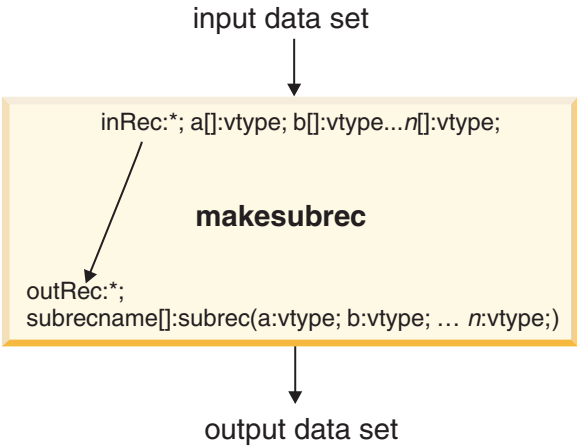 input data set
inRec:*; a[]:vtype; b[]:vtype...n[]:vtype;
makesubrec
outRec:*;
subrecname[]:subrec(a:vtype; b:vtype; … n:vtype;)
output data set